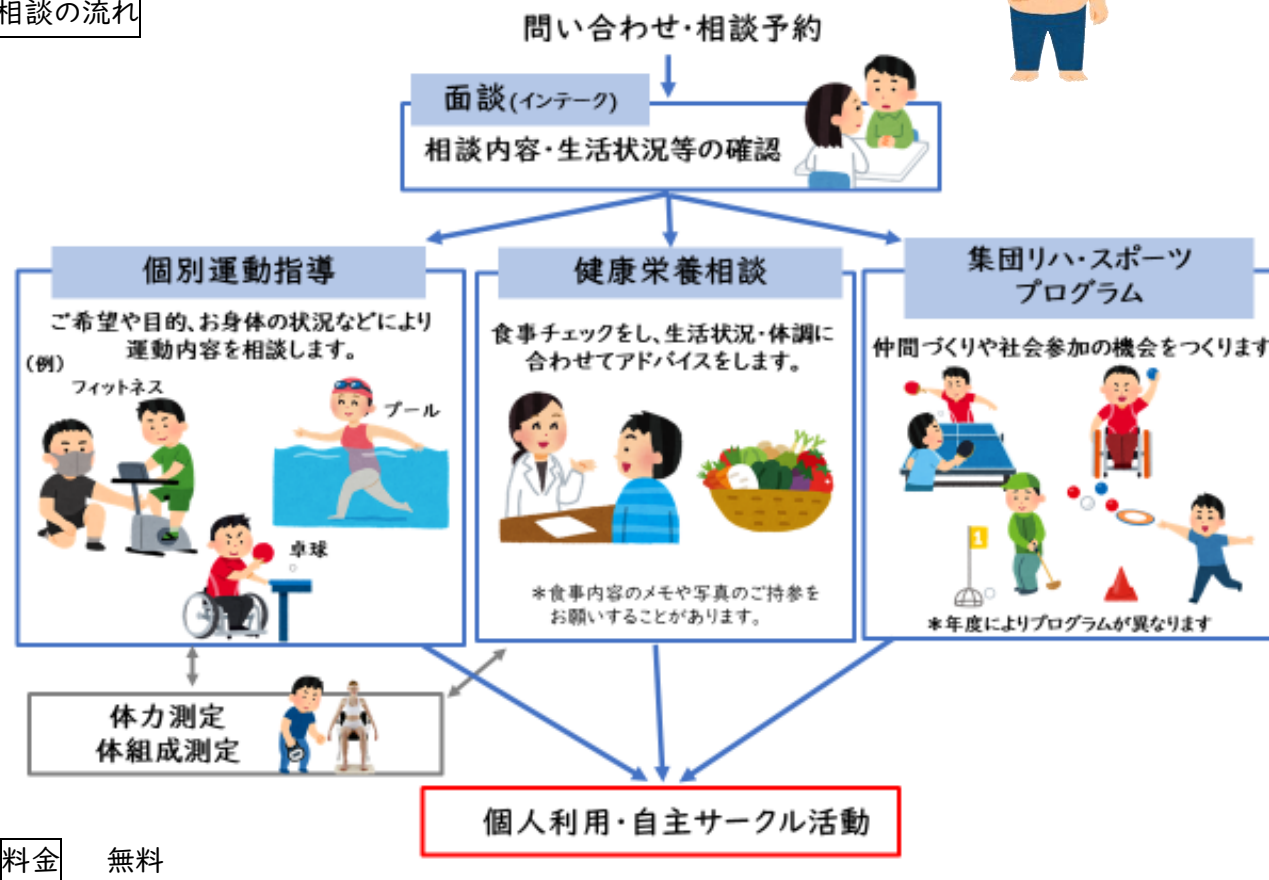 相談の流れ
問い合わせ・相談予約
面談(インテーク)
相談内容・生活状況等の確認
個別運動指導
ご希望や目的、お身体の状況などにより
運動内容を相談します。
(例)
フィットネス
プール
卓球
健康栄養相談
食事チェックをし、生活状況・体調に
合わせてアドバイスをします。
*食事内容のメモや写真のご持参を
お願いすることがあります。
集団リハ・スポーツ
プログラム
仲間づくりや社会参加の機会をつくります
1
*年度によりプログラムが異なります
体力測定
体組成測定
個人利用・自主サークル活動
料金 無料